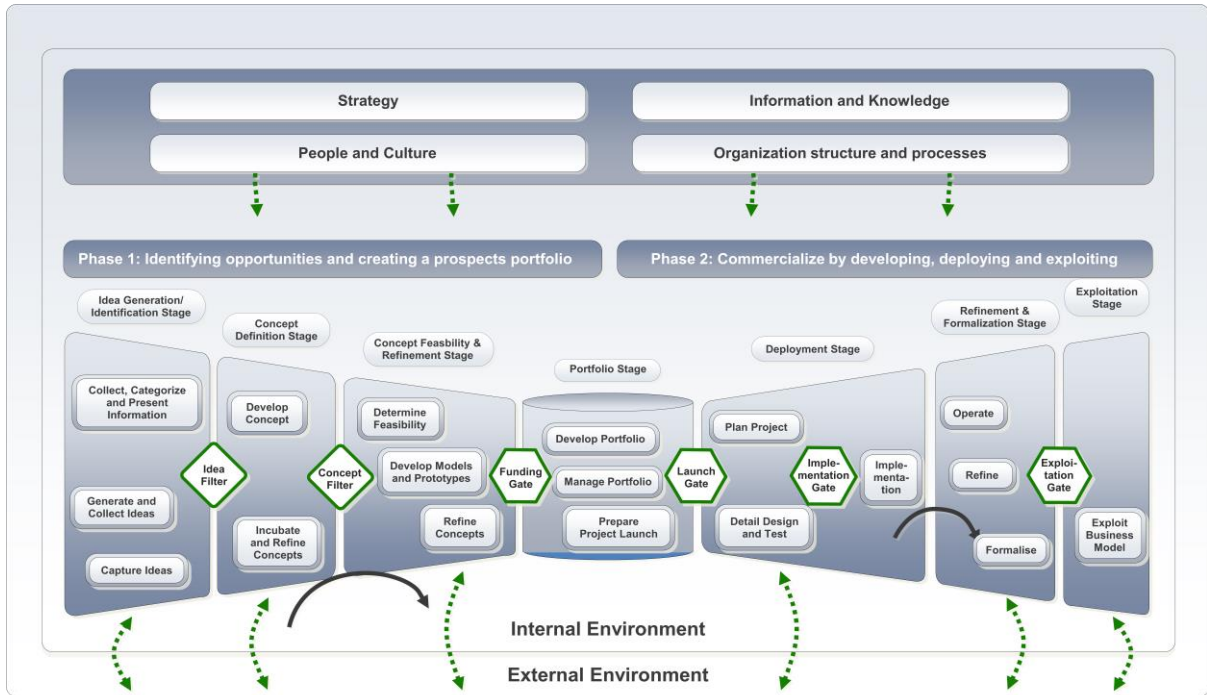 Strategy
Information and Knowledge
People and Culture
Organization structure and processes
Phase 1: Identifying opportunities and creating a prospects portfolio
Phase 2: Commercialize by developing, deploying and exploiting
Idea Generation/
Identification Stage
Concept
Definition Stage
Concept Feasbility &
Refinement Stage
Portfolio Stage
Deployment Stage
Refinement &
Formalization Stage
Exploitation
Stage
Collect, Categorize
and Present
Information
Generate and
Collect Ideas
Capture Ideas
Idea
Filter
Develop
Concept
Incubate
and Refine
Concepts
Concept
Filter
Determine
Feasibility
Develop Models
and Prototypes
Refine
Concepts
Funding
Gate
Develop Portfolio
Manage Portfolio
Prepare
Project Launch
Launch
Gate
Plan Project
Detail Design
and Test
Imple-
mentation
Gate
Imple-
menta-
tion
Operate
Refine
Formalise
Exploi-
tation
Gate
Exploit
Business
Model
Internal Environment
External Environment